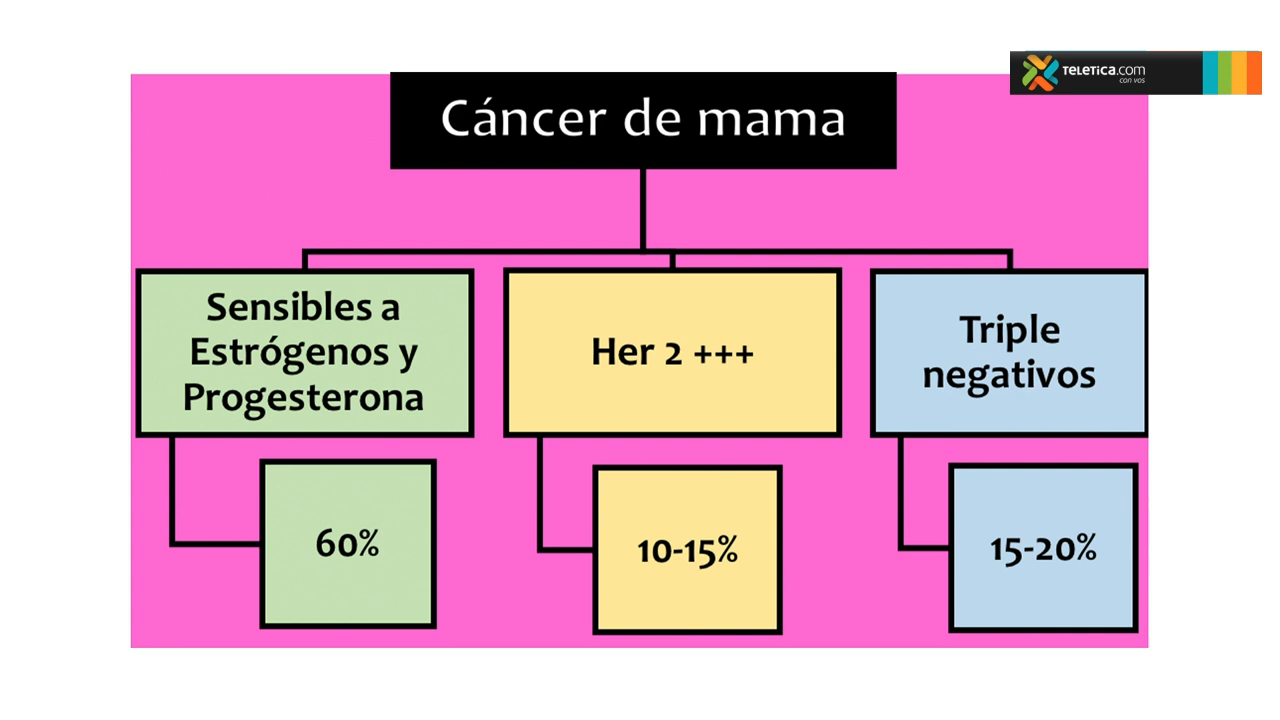 TELETICA.COM
con vos
Cáncer de mama
Sensibles a
Estrógenos y
Progesterona
Her 2 +++
Triple
negativos
60%
10-15%
15-20%